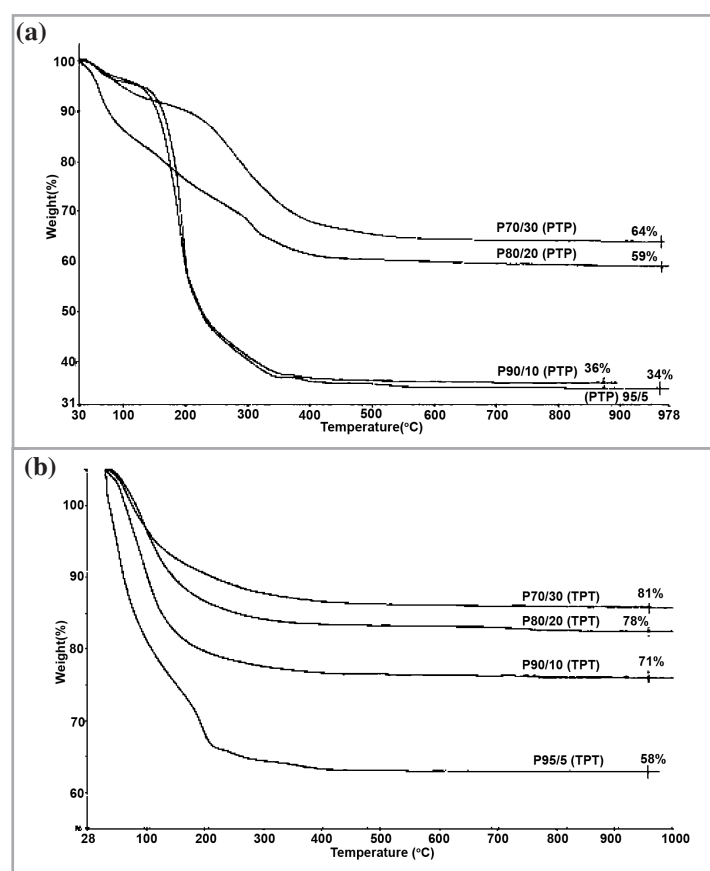 (a)
100
90
80
70
60
50
40
31
Weight(%)
P70/30 (PTP) 64%
P80/20 (PTP) 59%
P90/10 (PTP) 36% 34%
(PTP) 95/5
30 100 200 300 400 500 600 700 800 900 978
Temperature(°C)
(b)
100
90
80
70
60
Weight(%)
P70/30 (TPT) 81%
P80/20 (TPT) 78%
P90/10 (TPT) 71%
P95/5 (TPT) 58%
28 100 200 300 400 500 600 700 800 900 1000
Temperature (°C)